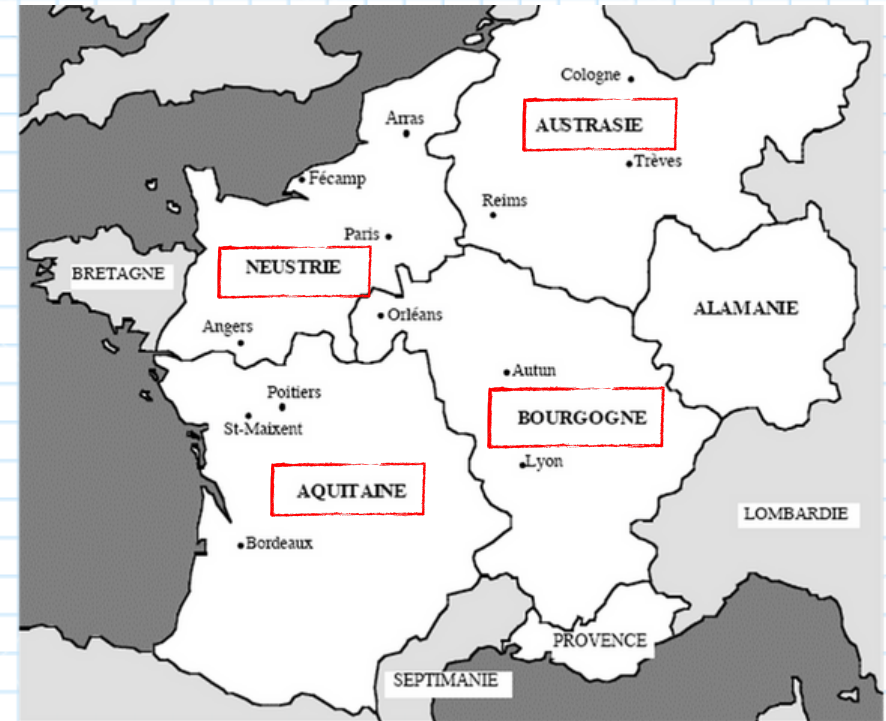 Cologne
AUSTRASIE
Arras
Trèves
Fécamp
Reims
Paris
NEUSTRIE
BRETAGNE
ALAMANIE
Orléans
Angers
Autun
Poitiers
BOURGOGNE
St-Maixent
Lyon
AQUITAINE
LOMBARDIE
Bordeaux
PROVENCE
SEPTIMANIE